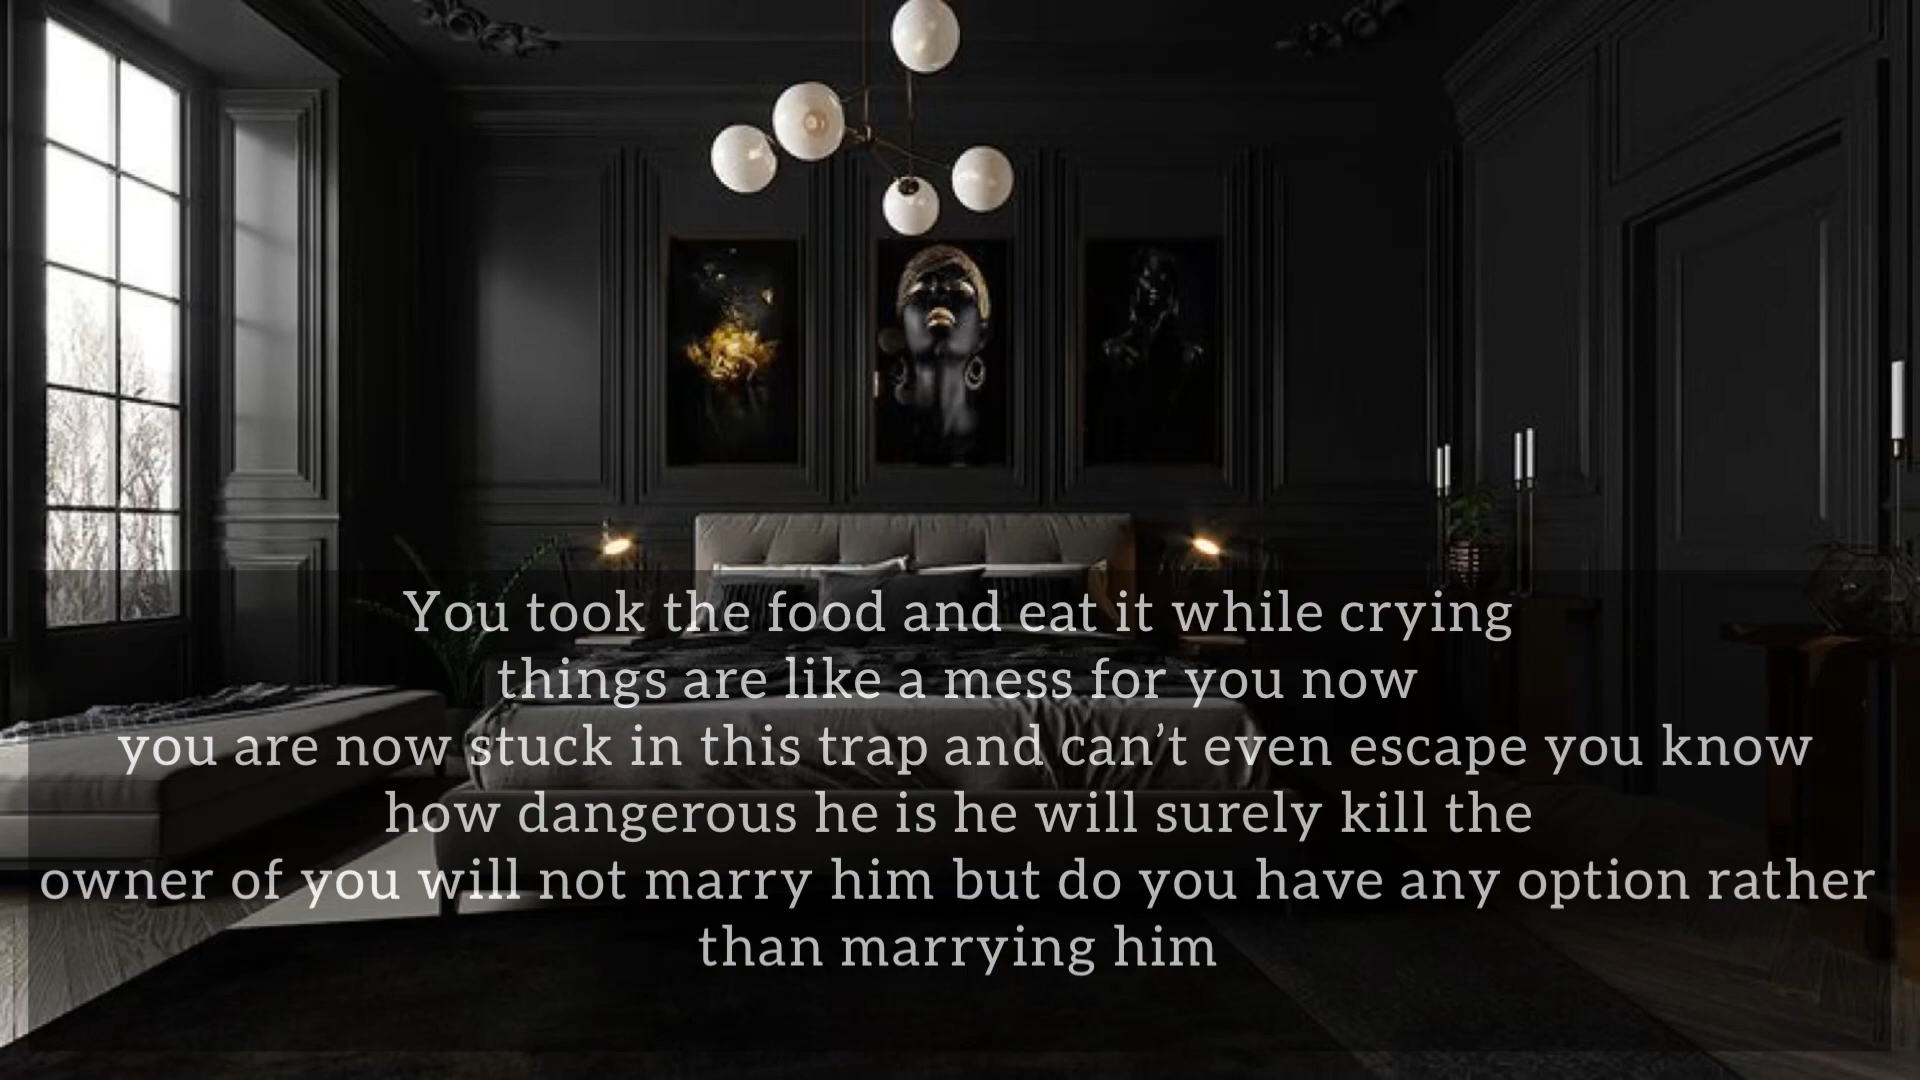 You took the food and eat it while crying
things are like a mess for you now
you are now stuck in this trap and can’t even escape you know
how dangerous he is he will surely kill the
owner of you will not marry him but do you have any option rather
than marrying him